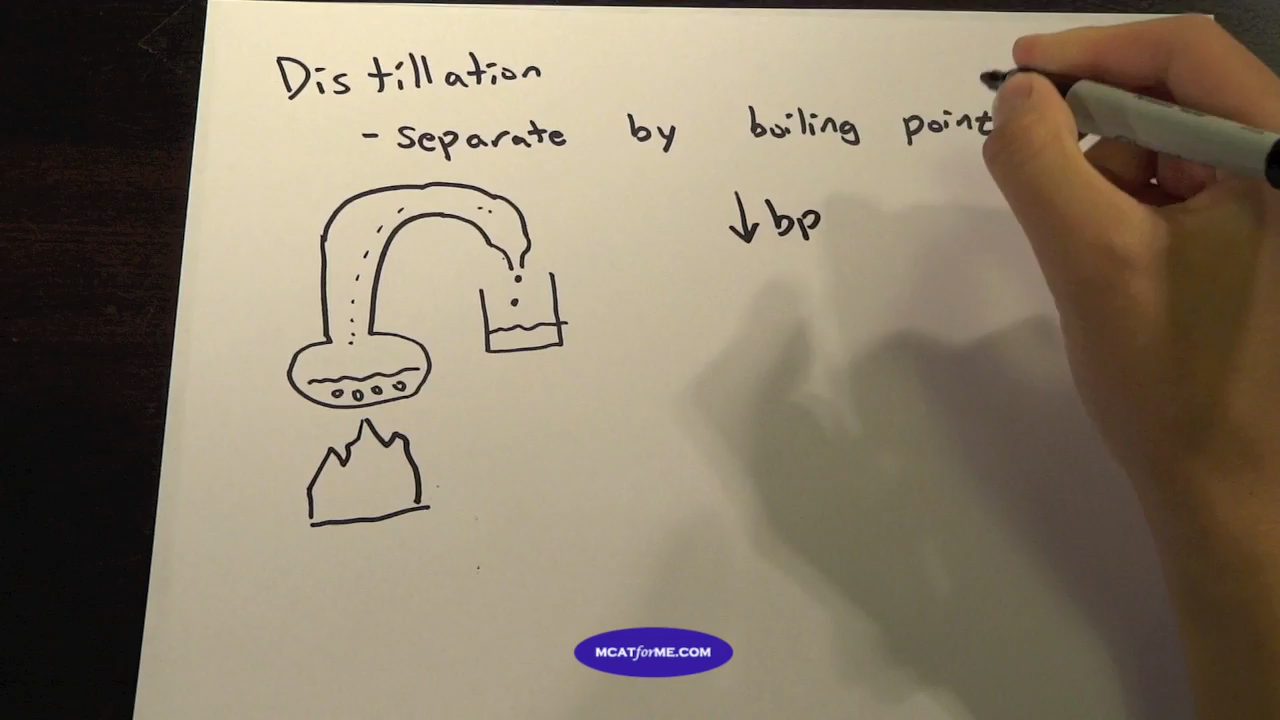 Distillation
- separate by boiling point
↓ bp
MCATforME.COM